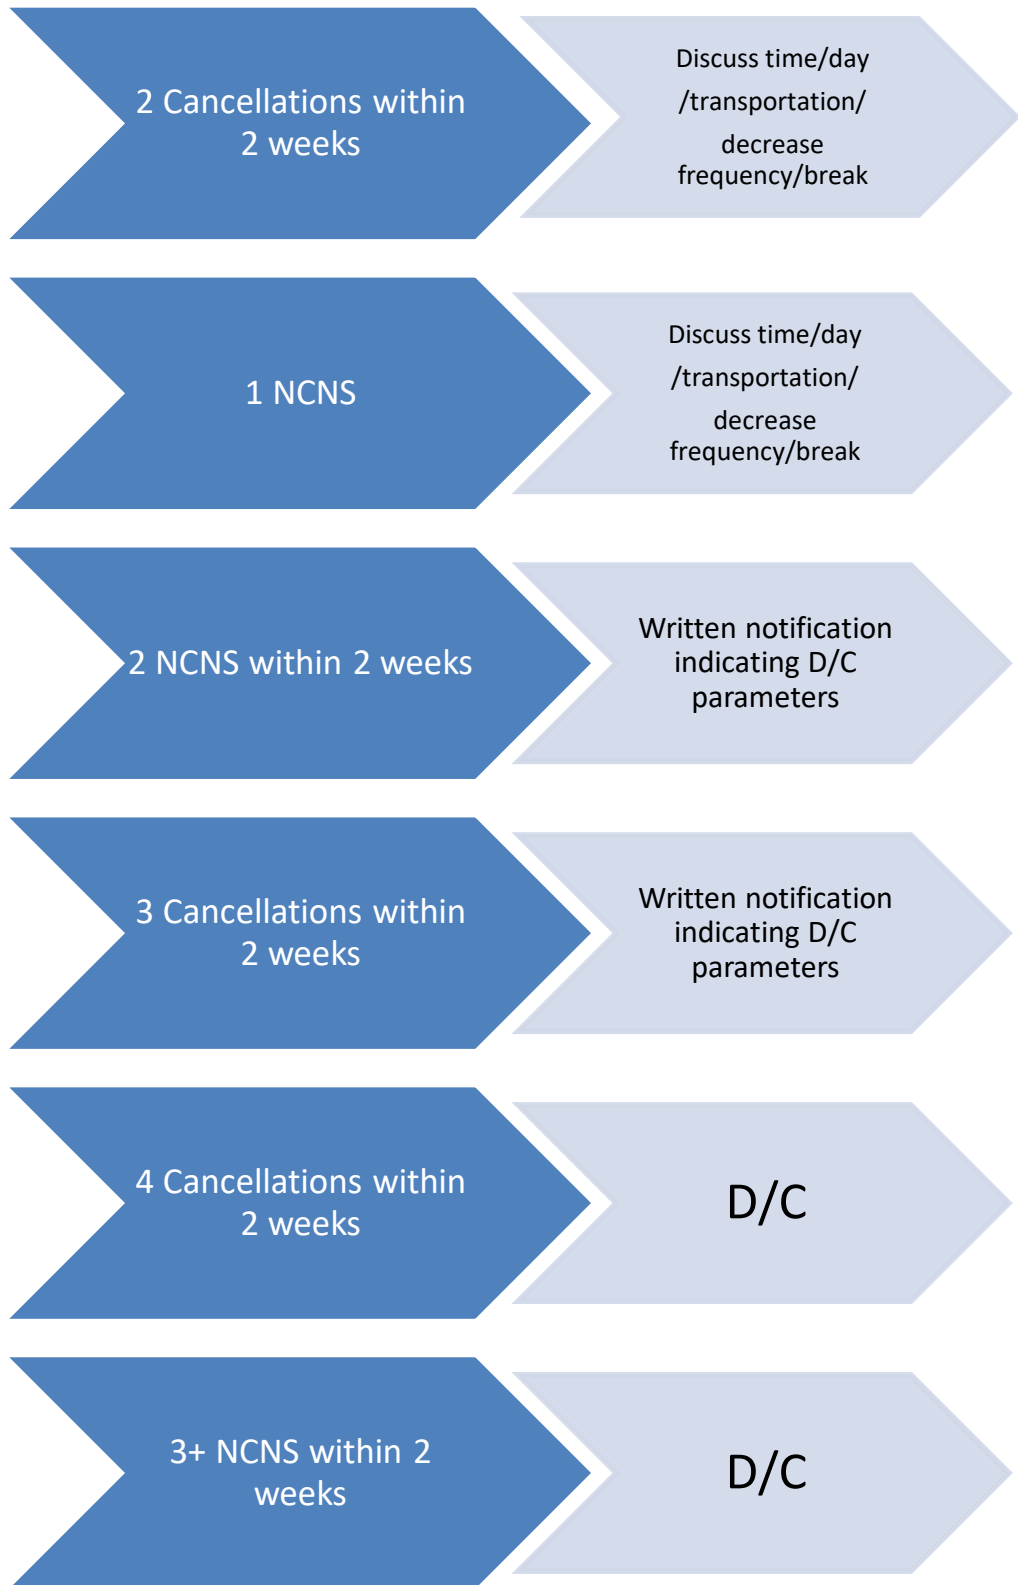 2 Cancellations within
2 weeks
Discuss time/day
/transportation/
decrease
frequency/break
1 NCNS
Discuss time/day
/transportation/
decrease
frequency/break
2 NCNS within 2 weeks
Written notification
indicating D/C
parameters
3 Cancellations within
2 weeks
Written notification
indicating D/C
parameters
4 Cancellations within
2 weeks
D/C
3+ NCNS within 2
weeks
D/C